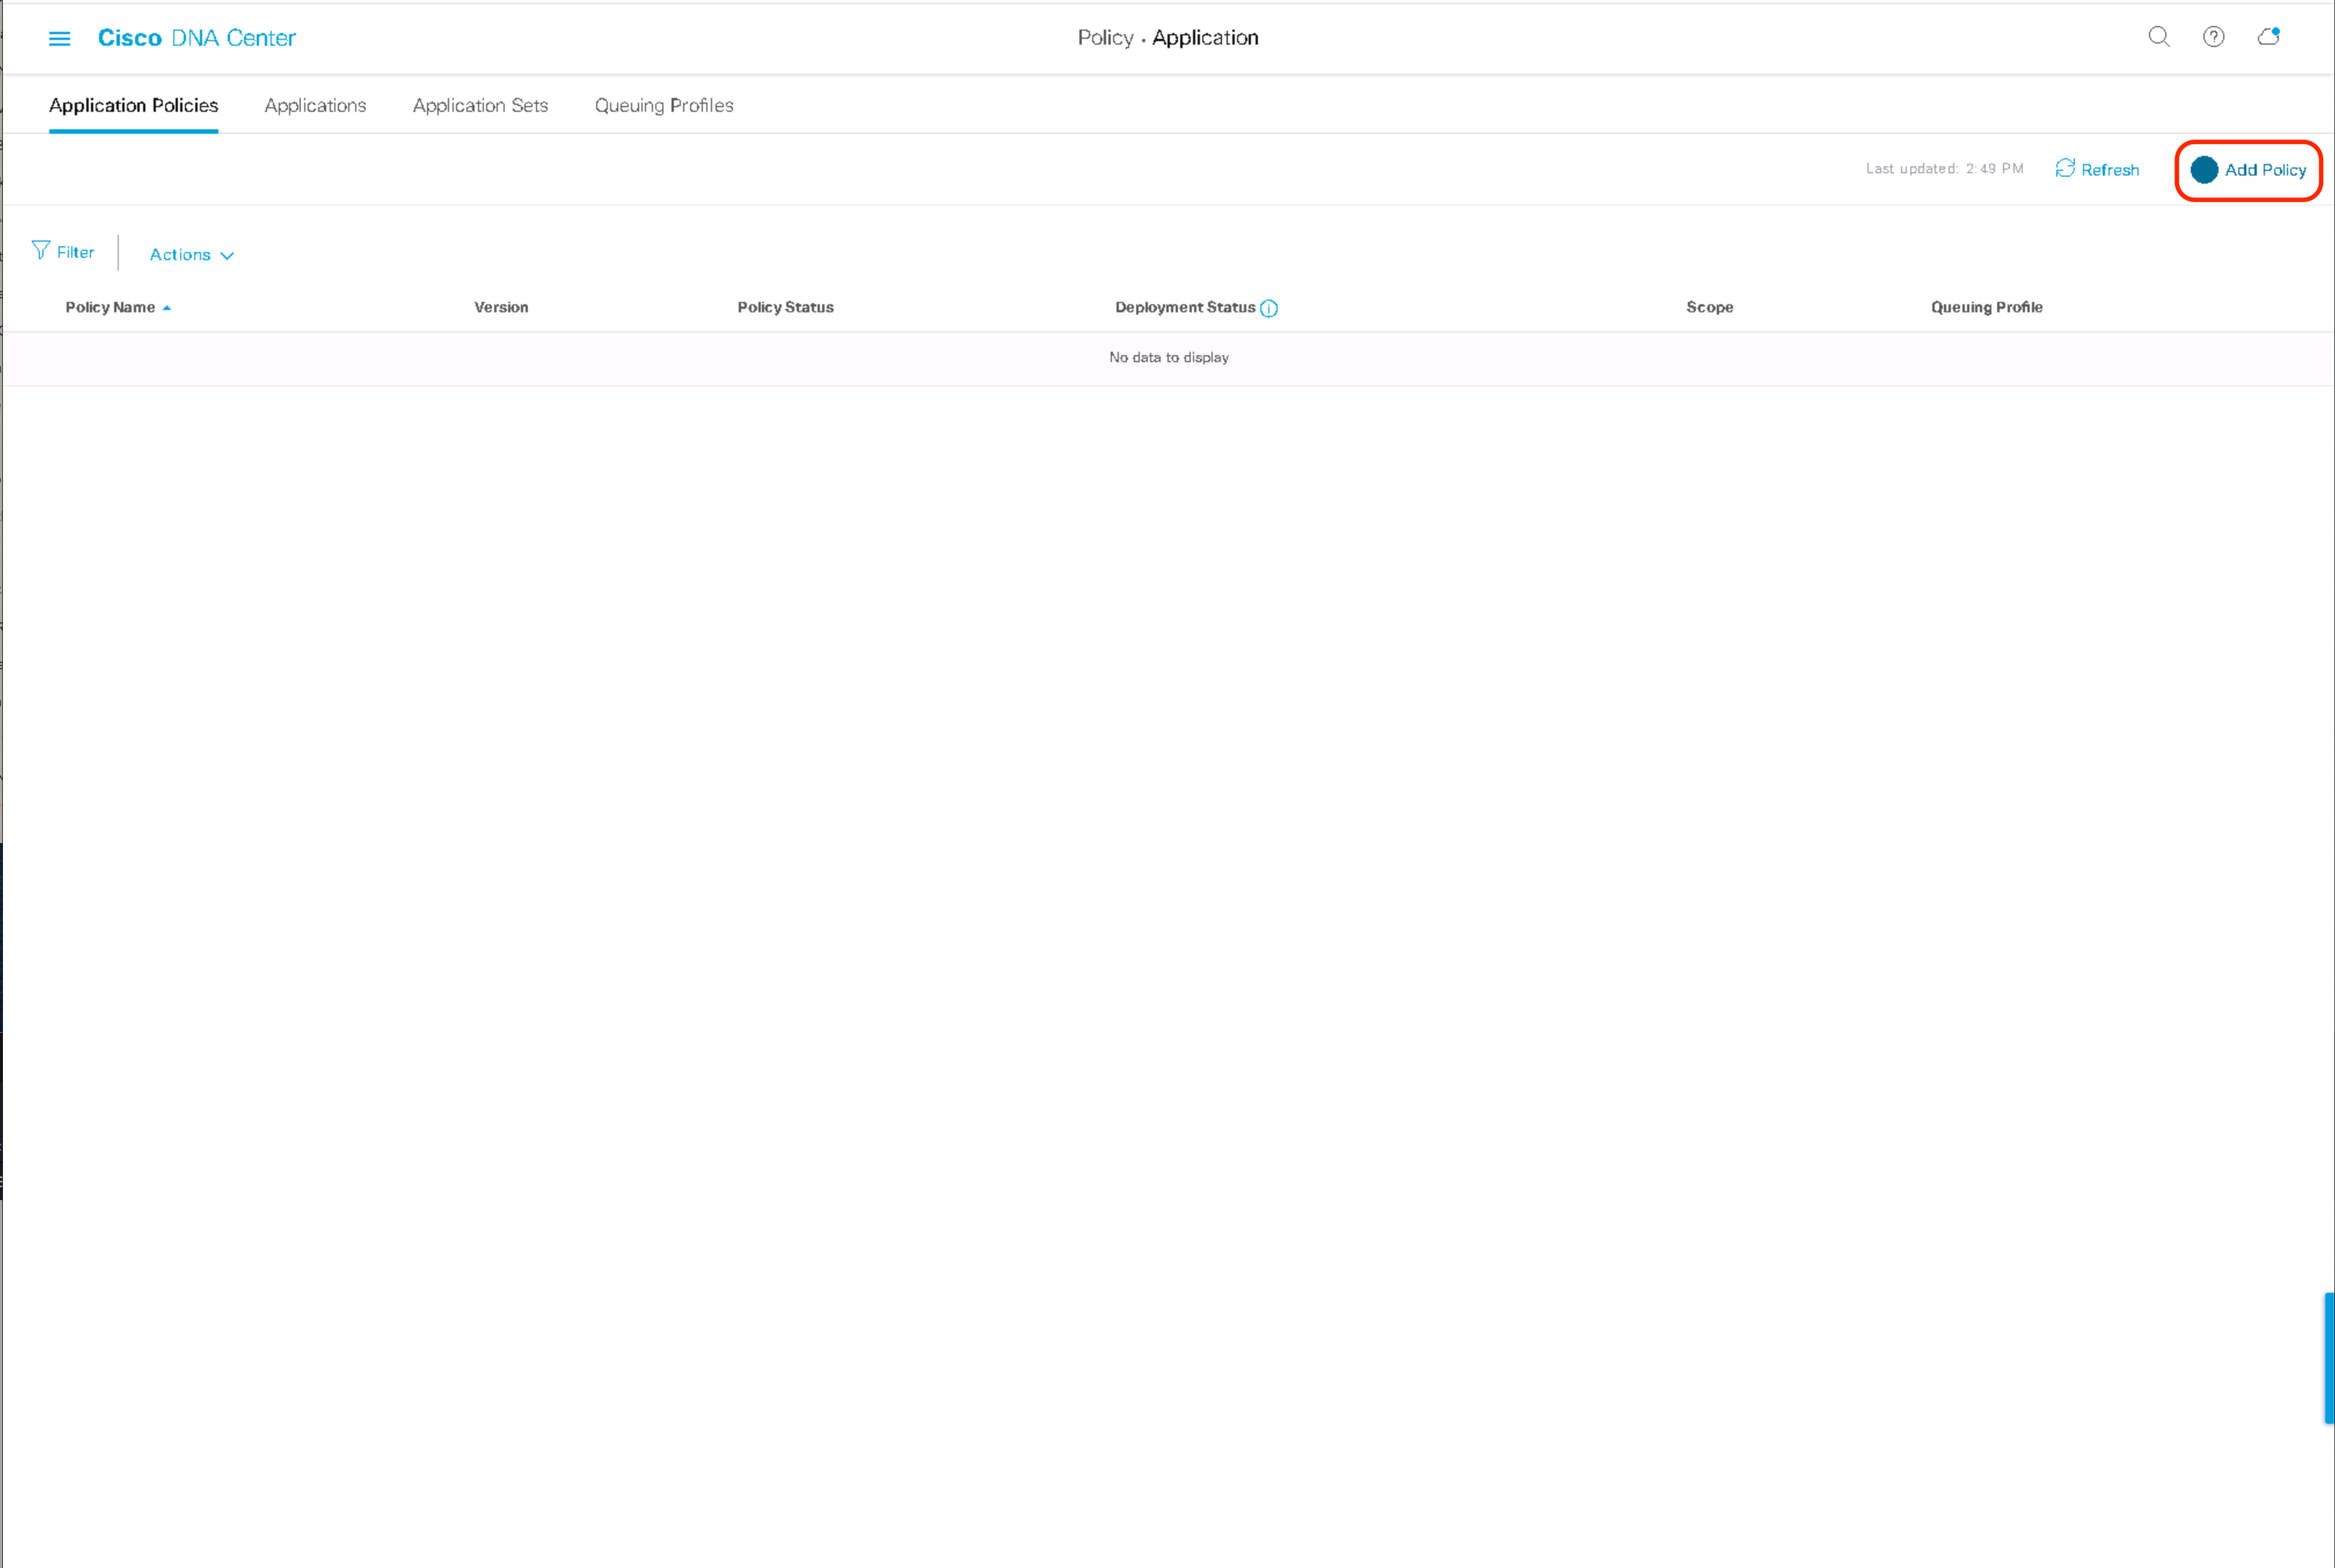 Cisco DNA Center
Policy · Application
Application Policies Applications Application Sets Queuing Profiles
Last updated: 2:49 PM Refresh Add Policy
Filter Actions
Policy Name Version Policy Status Deployment Status Scope Queuing Profile
No data to display